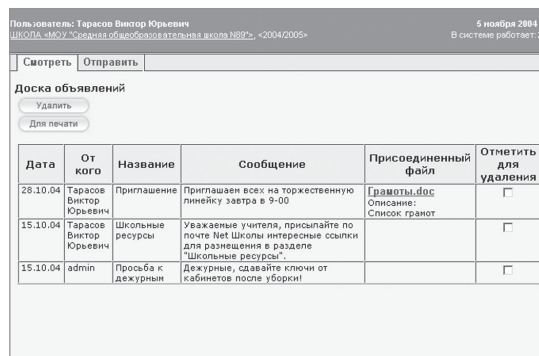 Пользователь: Тарасов Виктор Юрьевич 5 ноября 2004
ШКОЛА «МОУ "Средняя общеобразовательная школа N89"», <2004/2005> В системе работает: 2
Смотреть Отправить
Доска объявлений
Удалить
Для печати
Дата От кого Название Сообщение Присоединенный файл Отметить для удаления
28.10.04 Тарасов Виктор Юрьевич Приглашение Приглашаем всех на торжественную линейку завтра в 9-00 Грамоты.doc Описание: Список грамот
15.10.04 Тарасов Виктор Юрьевич Школьные ресурсы Уважаемые учителя, присылайте по почте Net Школы интересные ссылки для размещения в разделе "Школьные ресурсы".
15.10.04 admin Просьба к дежурным Дежурные, сдавайте ключи от кабинетов после уборки!